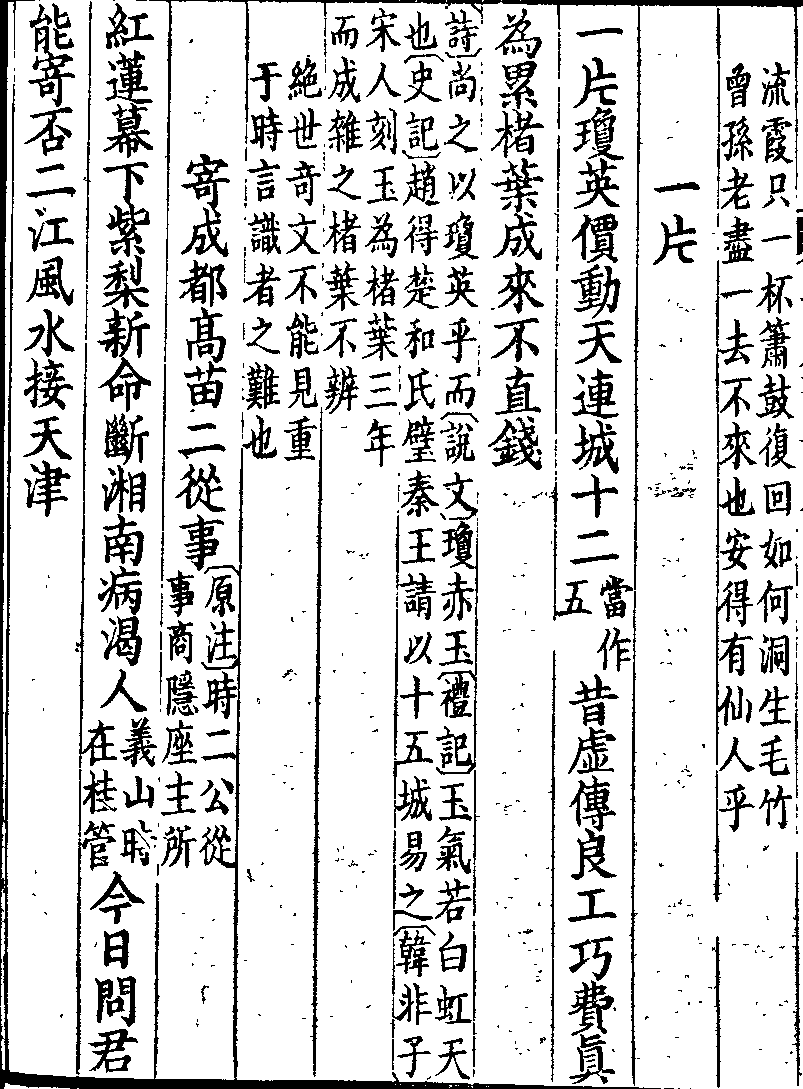 流霞只一杯簫鼓復回如何洞生毛竹
曾孫老盡一去不來也安得有仙人乎
一片
一片瓊英價動天連城十二當作五昔虛傳良工巧費眞
為累楮葉成來不直錢
詩尚之以瓊英乎而說文瓊赤玉禮記玉氣若白虹天
也史記趙得楚和氏璧秦王請以十五城易之韓非子
宋人刻玉為楮葉三年
而成雜之楮葉不辨
絶世竒文不能見重
于時言識者之難也
寄成都髙苗二從事原注時二公從事商隱座主所
紅蓮幕下紫梨新命斷湘南病渴人義山時在桂管今日問君
能寄否二江風水接天津